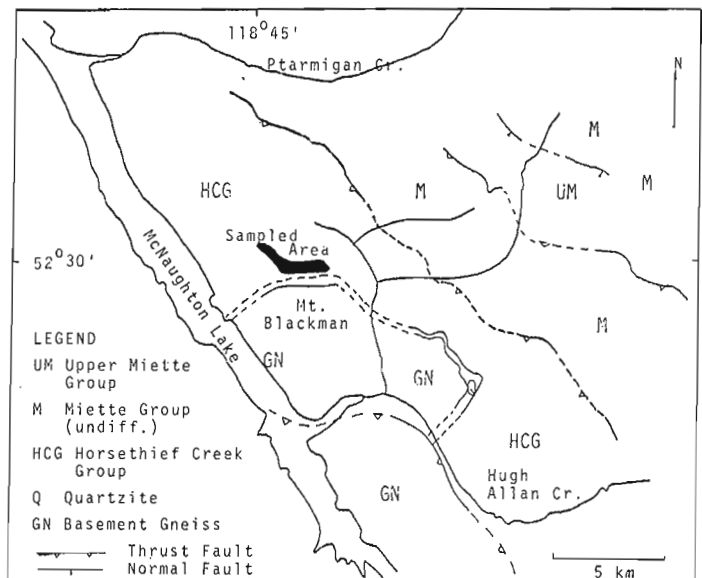 118°45'
Ptarmigan Cr.
N
M
HCG
M
UM
M
Sampled
Area
52°30'
McNaughton Lake
Mt.
Blackman
M
GN
GN
HCG
Hugh
Allan Cr.
GN
LEGEND
UM Upper Miette
Group
M Miette Group
(undiff.)
HCG Horsethief Creek
Group
Q Quartzite
GN Basement Gneiss
Thrust Fault
Normal Fault
5 km